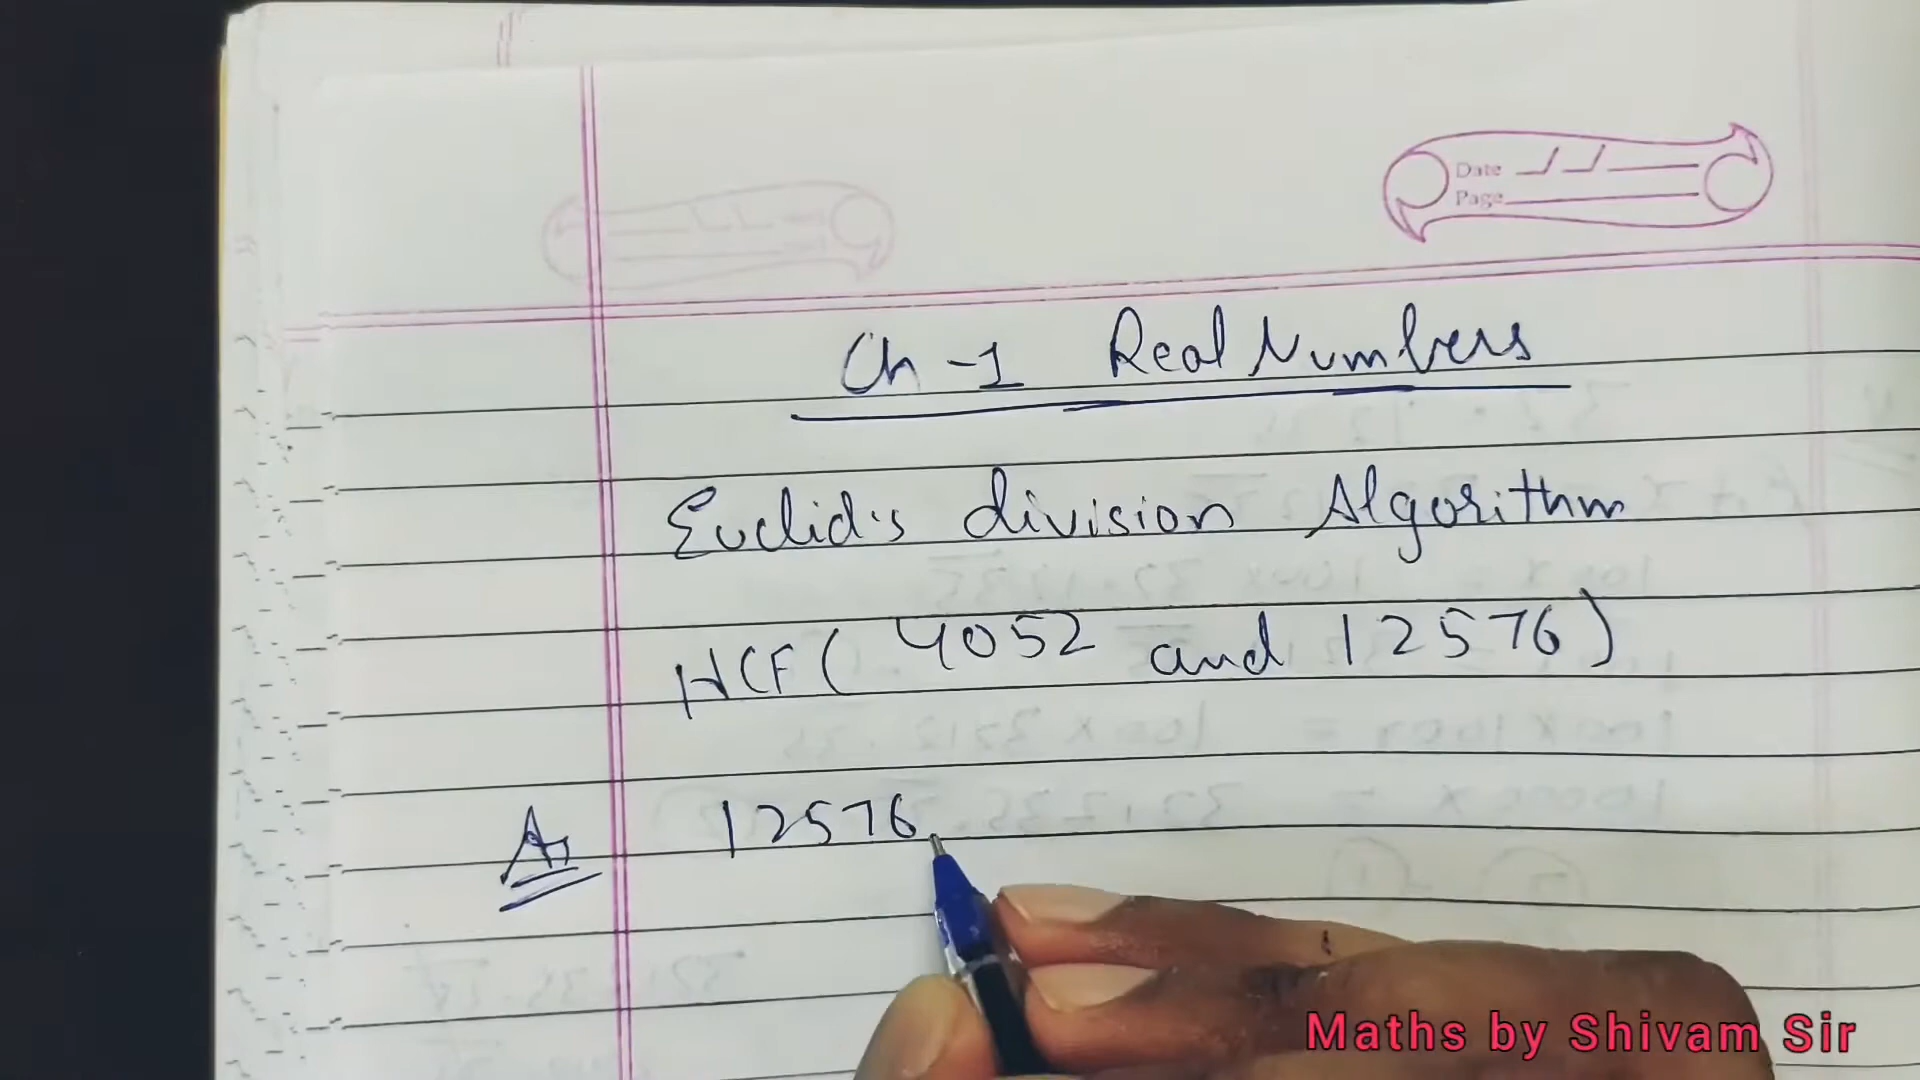 Date
Page
Ch-1 Real Numbers
Euclid's division Algorithm
HCF( 4052 and 12576)
12576
Maths by Shivam Sir